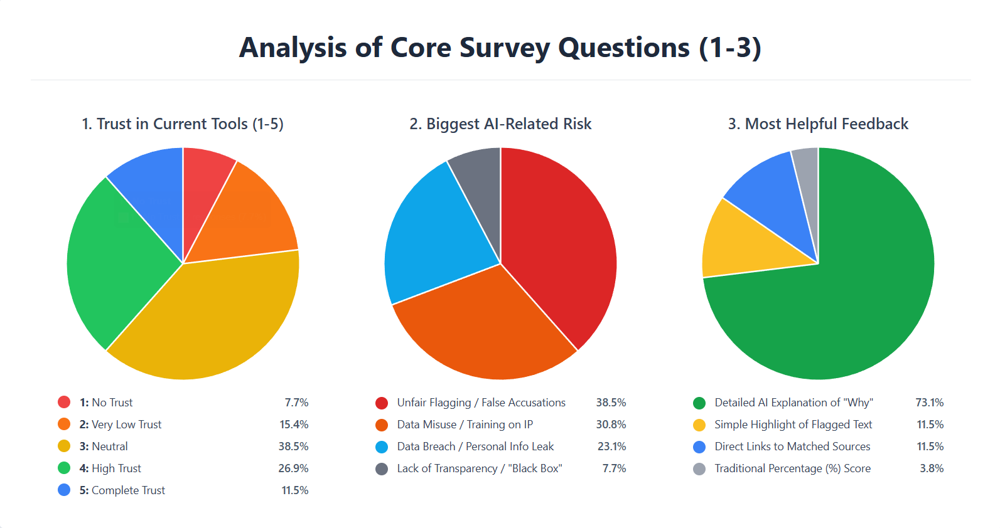 Analysis of Core Survey Questions (1-3)
1. Trust in Current Tools (1-5)
1: No Trust 7.7%
2: Very Low Trust 15.4%
3: Neutral 38.5%
4: High Trust 26.9%
5: Complete Trust 11.5%
2. Biggest AI-Related Risk
Unfair Flagging / False Accusations 38.5%
Data Misuse / Training on IP 30.8%
Data Breach / Personal Info Leak 23.1%
Lack of Transparency / "Black Box" 7.7%
3. Most Helpful Feedback
Detailed AI Explanation of "Why" 73.1%
Simple Highlight of Flagged Text 11.5%
Direct Links to Matched Sources 11.5%
Traditional Percentage (%) Score 3.8%